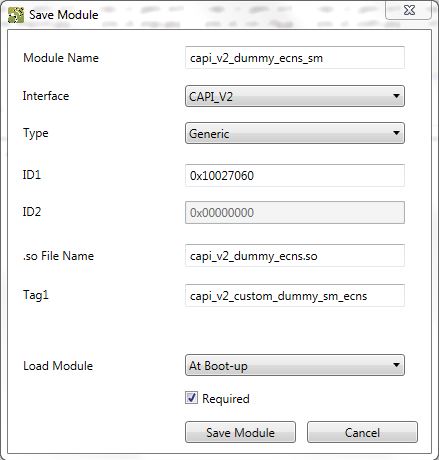 Save Module
Module Name capi_v2_dummy_ecns_sm
Interface CAPI_V2
Type Generic
ID1 0x10027060
ID2 0x00000000
.so File Name capi_v2_dummy_ecns.so
Tag1 capi_v2_custom_dummy_sm_ecns
Load Module At Boot-up
Required
Save Module Cancel